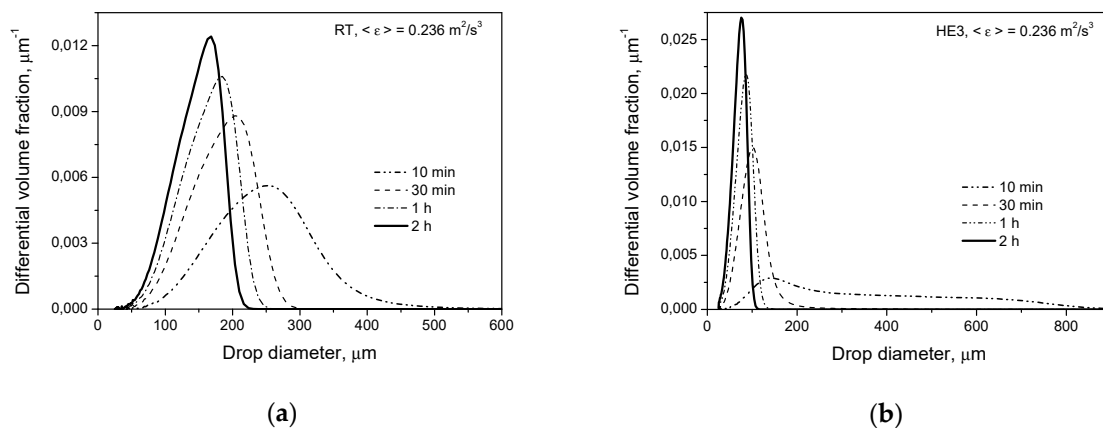 RT, < ε > = 0.236 m²/s³
0,012
0,009
0,006
0,003
0,000
Differential volume fraction, μm⁻¹
10 min
30 min
1 h
2 h
0 100 200 300 400 500 600
Drop diameter, μm
(a)
HE3, < ε > = 0.236 m²/s³
0,025
0,020
0,015
0,010
0,005
0,000
Differential volume fraction, μm⁻¹
10 min
30 min
1 h
2 h
0 200 400 600 800
Drop diameter, μm
(b)